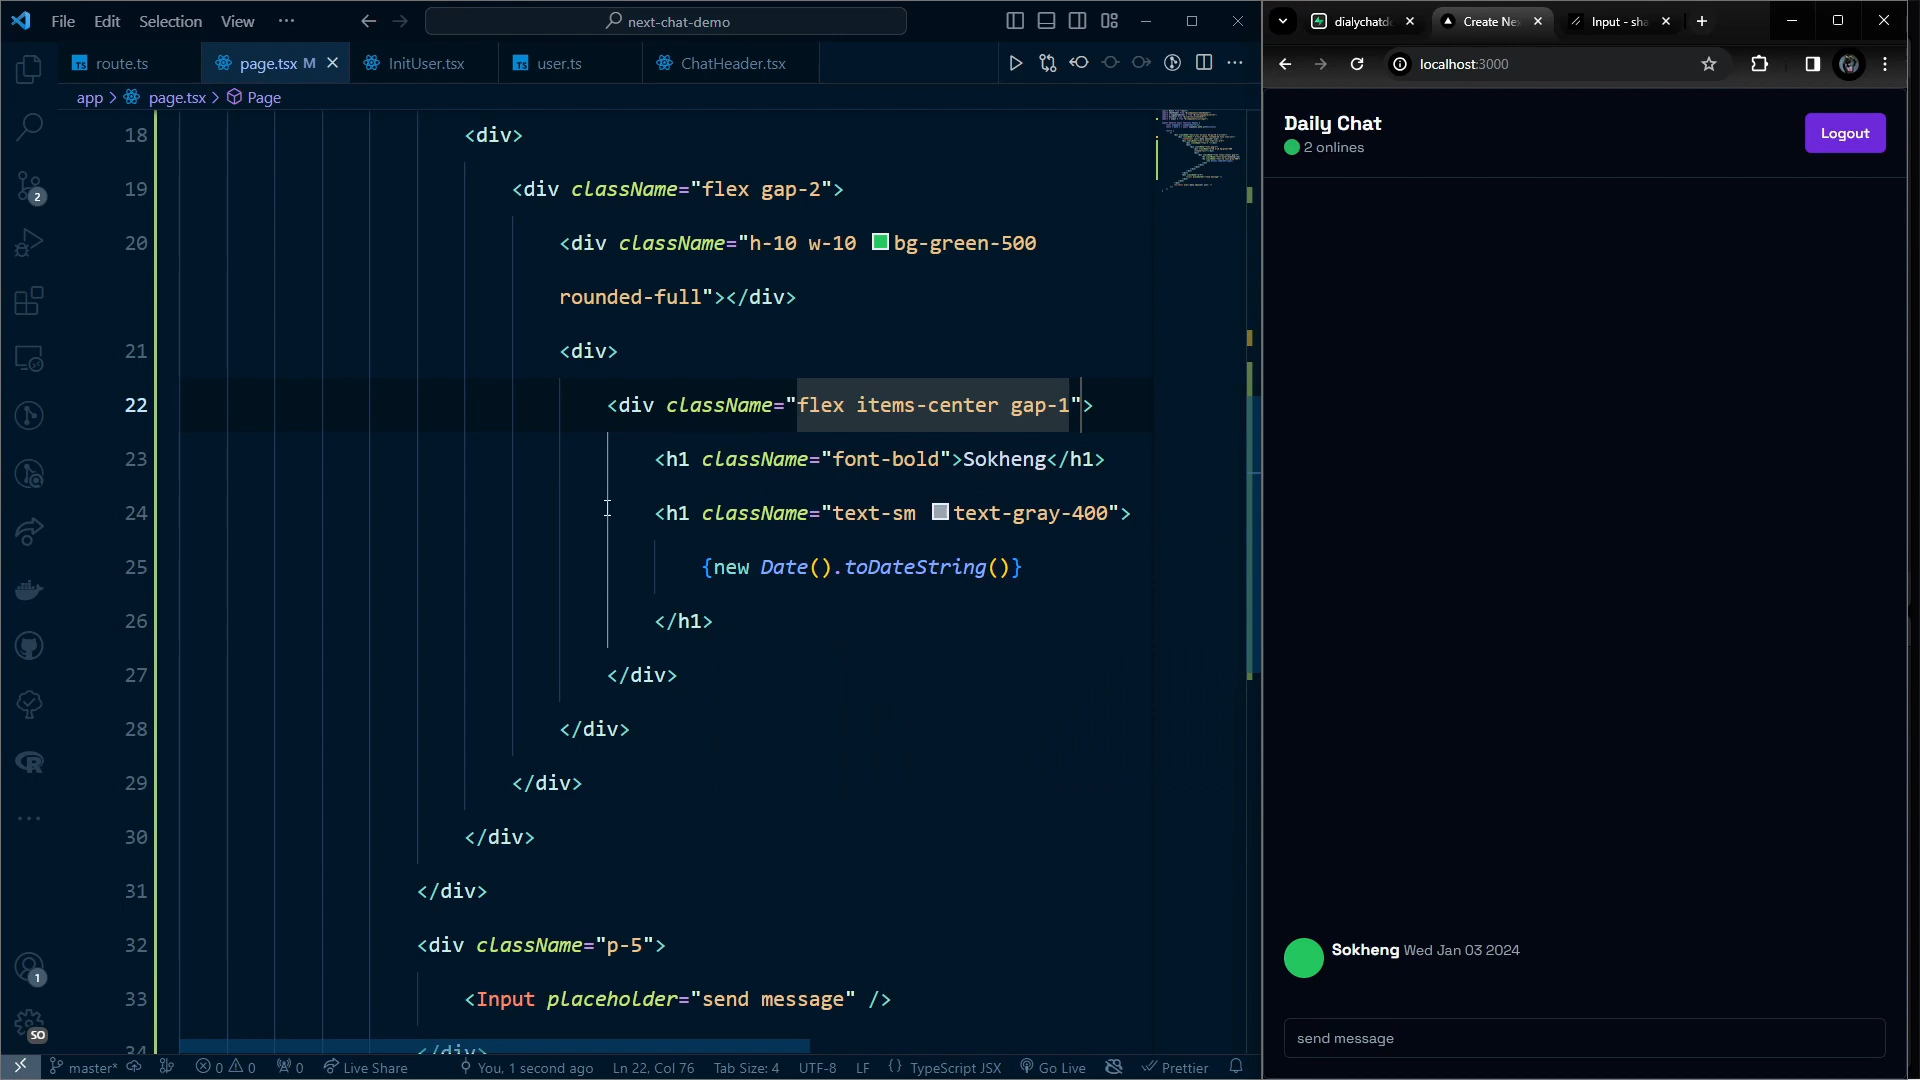 File Edit Selection View ··· next-chat-demo
route.ts page.tsx M InitUser.tsx user.ts ChatHeader.tsx
app > page.tsx > Page
18 <div>
19 <div className="flex gap-2">
20 <div className="h-10 w-10 bg-green-500
rounded-full"></div>
21 <div>
22 <div className="flex items-center gap-1">
23 <h1 className="font-bold">Sokheng</h1>
24 <h1 className="text-sm text-gray-400">
25 {new Date().toDateString()}
26 </h1>
27 </div>
28 </div>
29 </div>
30 </div>
31 </div>
32 <div className="p-5">
33 <Input placeholder="send message" />
34 </div>
2
1
SO
master* 0 0 0 Live Share You, 1 second ago Ln 22, Col 76 Tab Size: 4 UTF-8 LF {} TypeScript JSX Go Live Prettier
dialychatd Create Ne Input - sha
localhost:3000
Daily Chat
2 onlines
Logout
Sokheng Wed Jan 03 2024
send message